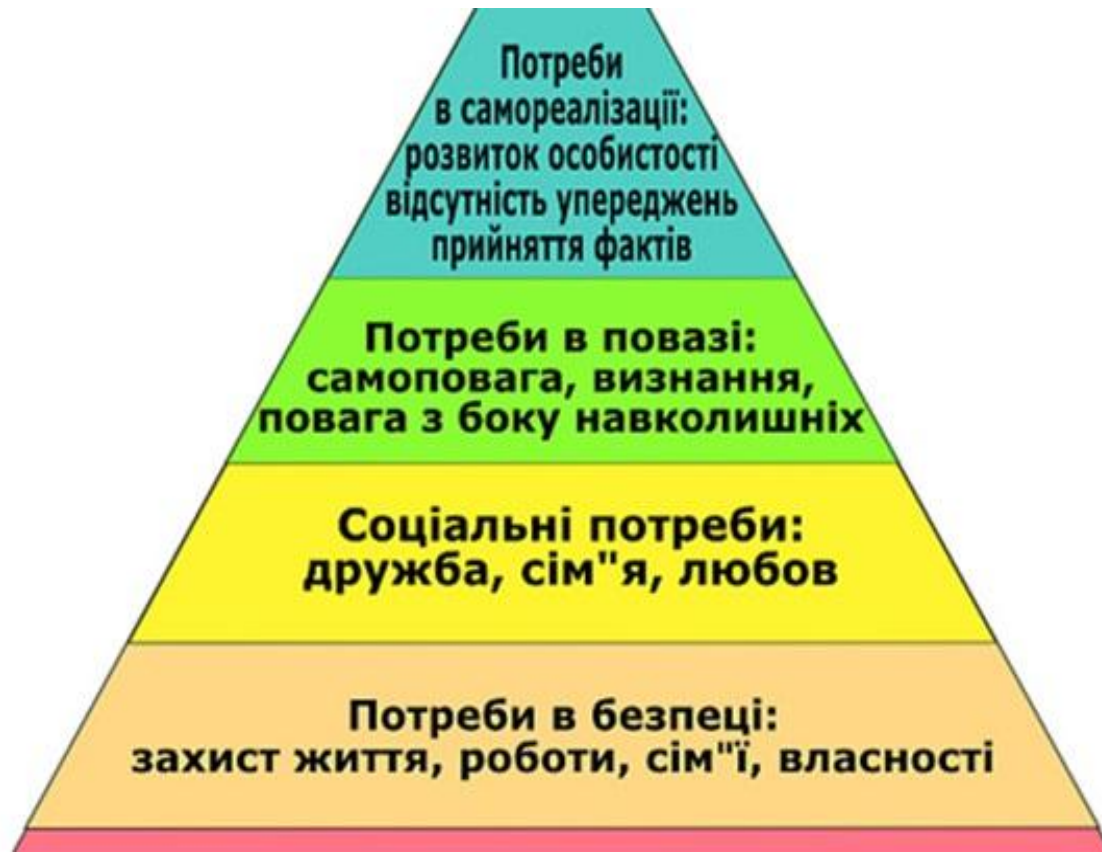 Потреби
в самореалізації:
розвиток особистості
відсутність упереджень
прийняття фактів
Потреби в повазі:
самоповага, визнання,
повага з боку навколишніх
Соціальні потреби:
дружба, сім"я, любов
Потреби в безпеці:
захист життя, роботи, сім"ї, власності